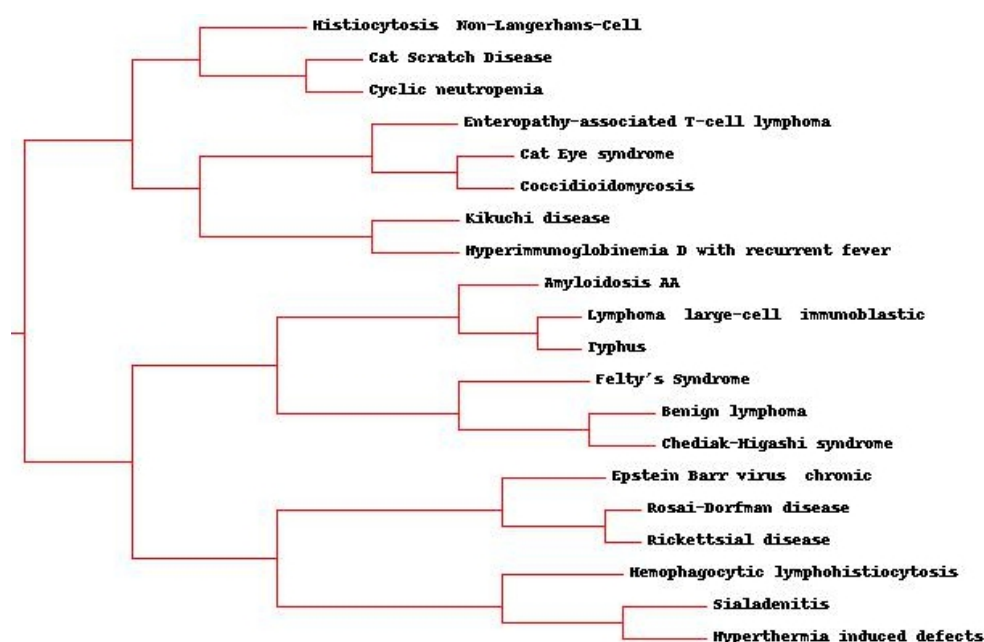 Histiocytosis Non-Langerhans-Cell
Cat Scratch Disease
Cyclic neutropenia
Enteropathy-associated T-cell lymphoma
Cat Eye syndrome
Coccidioidomycosis
Kikuchi disease
Hyperimmunoglobinemia D with recurrent fever
Amyloidosis AA
Lymphoma large-cell immunoblastic
Typhus
Felty's Syndrome
Benign lymphoma
Chediak-Higashi syndrome
Epstein Barr virus chronic
Rosai-Dorfman disease
Rickettsial disease
Hemophagocytic lymphohistiocytosis
Sialadenitis
Hyperthermia induced defects